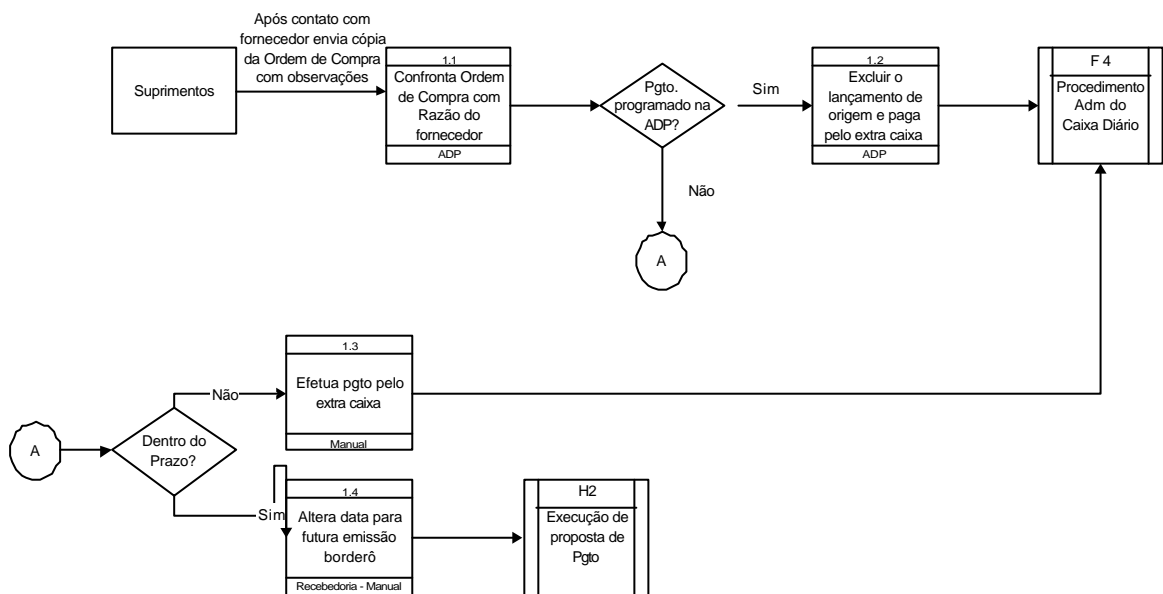 Após contato com
fornecedor envia cópia
da Ordem de Compra
com observações
Suprimentos
1.1
Confronta Ordem
de Compra com
Razão do
fornecedor
ADP
Pgto.
programado na
ADP?
Sim
Não
A
1.2
Excluir o
lançamento de
origem e paga
pelo extra caixa
ADP
F 4
Procedimento
Adm do
Caixa Diário
A
Dentro do
Prazo?
Não
Sim
1.3
Efetua pgto pelo
extra caixa
Manual
1.4
Altera data para
futura emissão
borderô
Recebedoria - Manual
H2
Execução de
proposta de
Pgto